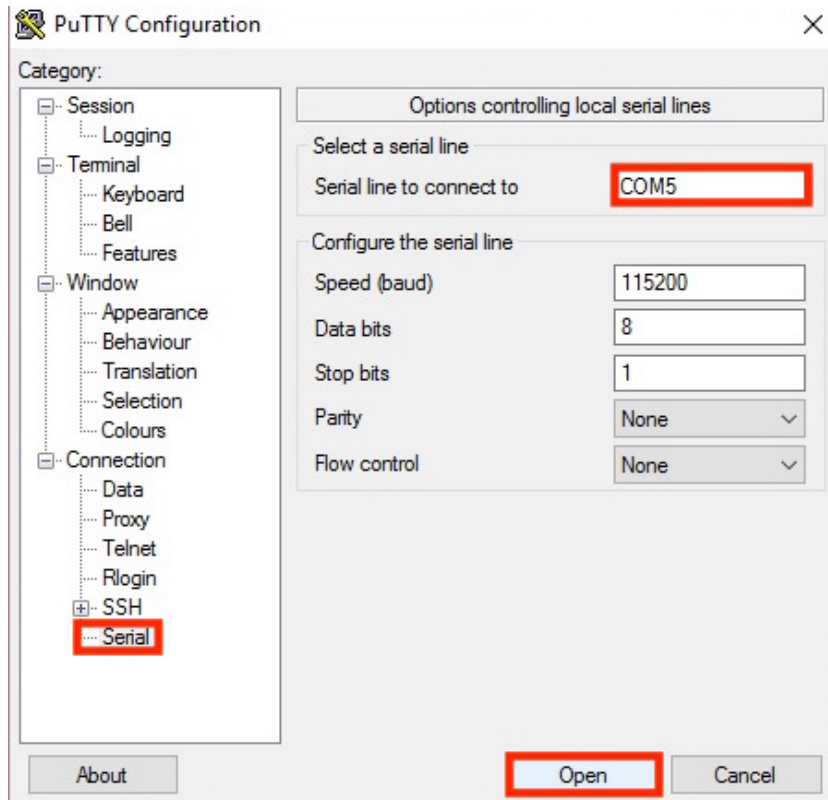 PuTTY Configuration
Category:
Session
Logging
Terminal
Keyboard
Bell
Features
Window
Appearance
Behaviour
Translation
Selection
Colours
Connection
Data
Proxy
Telnet
Rlogin
SSH
Serial
Options controlling local serial lines
Select a serial line
Serial line to connect to COM5
Configure the serial line
Speed (baud) 115200
Data bits 8
Stop bits 1
Parity None
Flow control None
About Open Cancel